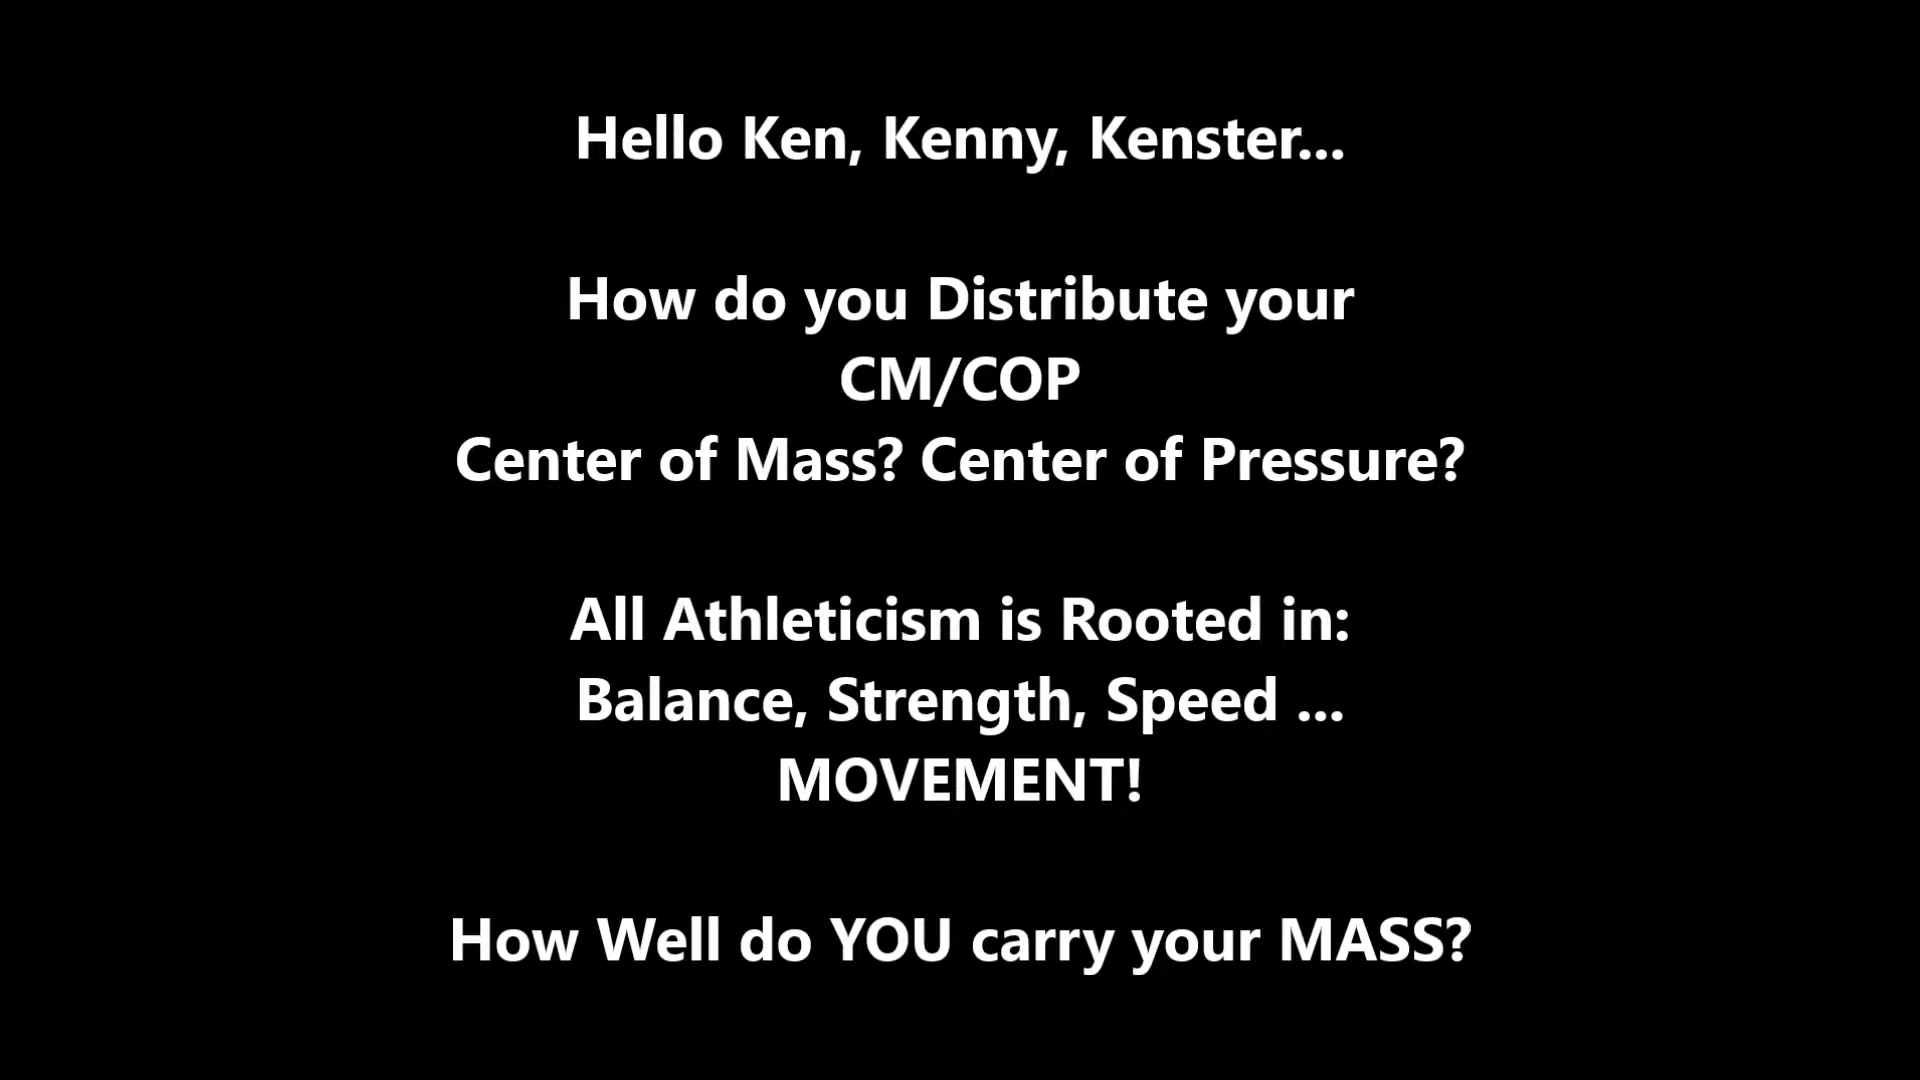 Hello Ken, Kenny, Kenster...
How do you Distribute your
CM/COP
Center of Mass? Center of Pressure?
All Athleticism is Rooted in:
Balance, Strength, Speed ...
MOVEMENT!
How Well do YOU carry your MASS?